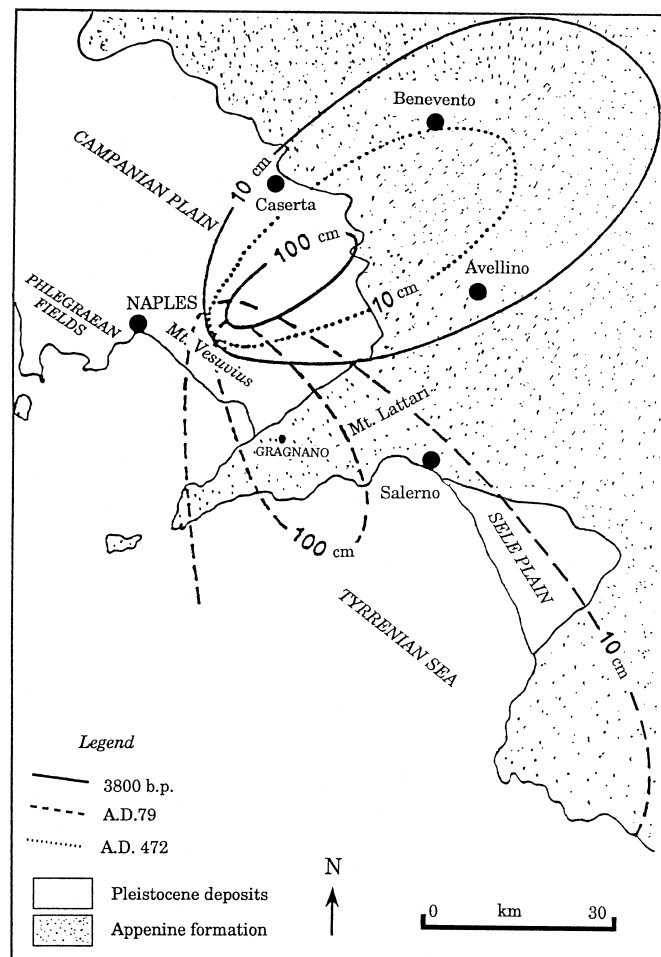 Benevento
CAMPANIAN PLAIN
10 cm
Caserta
100 cm
Avellino
10 cm
PHLEGRAEAN
FIELDS
NAPLES
Mt. Vesuvius
Mt. Lattari
GRAGNANO
Salerno
100 cm
SELE PLAIN
TYRRENIAN SEA
10 cm
Legend
3800 b.p.
A.D.79
A.D. 472
N
Pleistocene deposits
Appenine formation
0 km 30